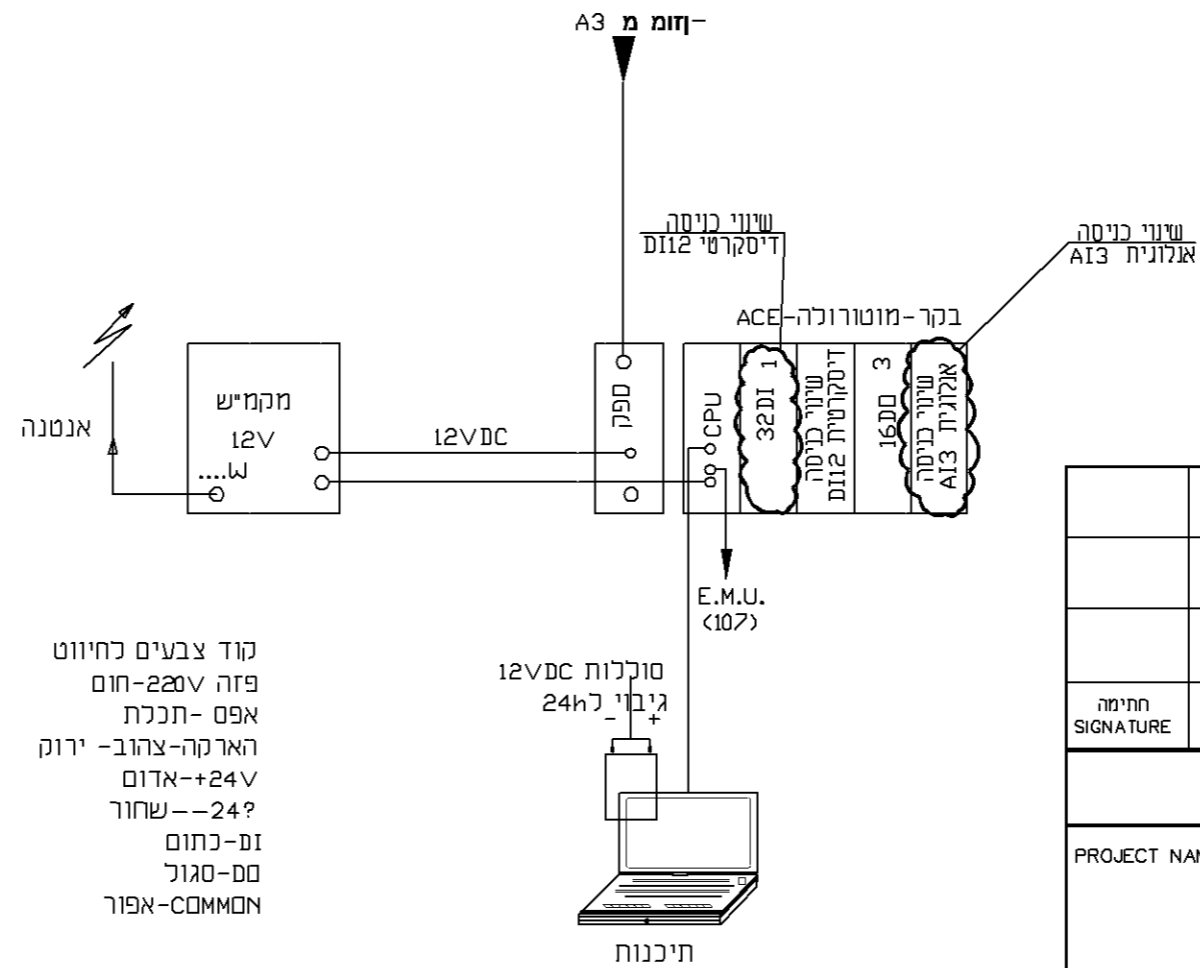 A3 מ מוזן-
שינוי כניסה
דיסקרטי DI12
שינוי כניסה
אנלוגית AI3
בקר-מוטורולה-ACE
אנטנה
מקמ"ש
12V
....W
12VDC
ספק
CPU
32DI 1
שינוי כניסה
דיסקרטית DI12
16DO 3
שינוי כניסה
אנלוגית AI3
E.M.U.
(107)
סוללות 12VDC
גיבוי ל24h
- +
תיכנות
קוד צבעים לחיווט
פזה 220V-חום
אפס -תכלת
הארקה-צהוב- ירוק
+24V-אדום
?24--שחור
DI-כתום
DO-סגול
COMMON-אפור
חתימה
SIGNATURE
PROJECT NAM